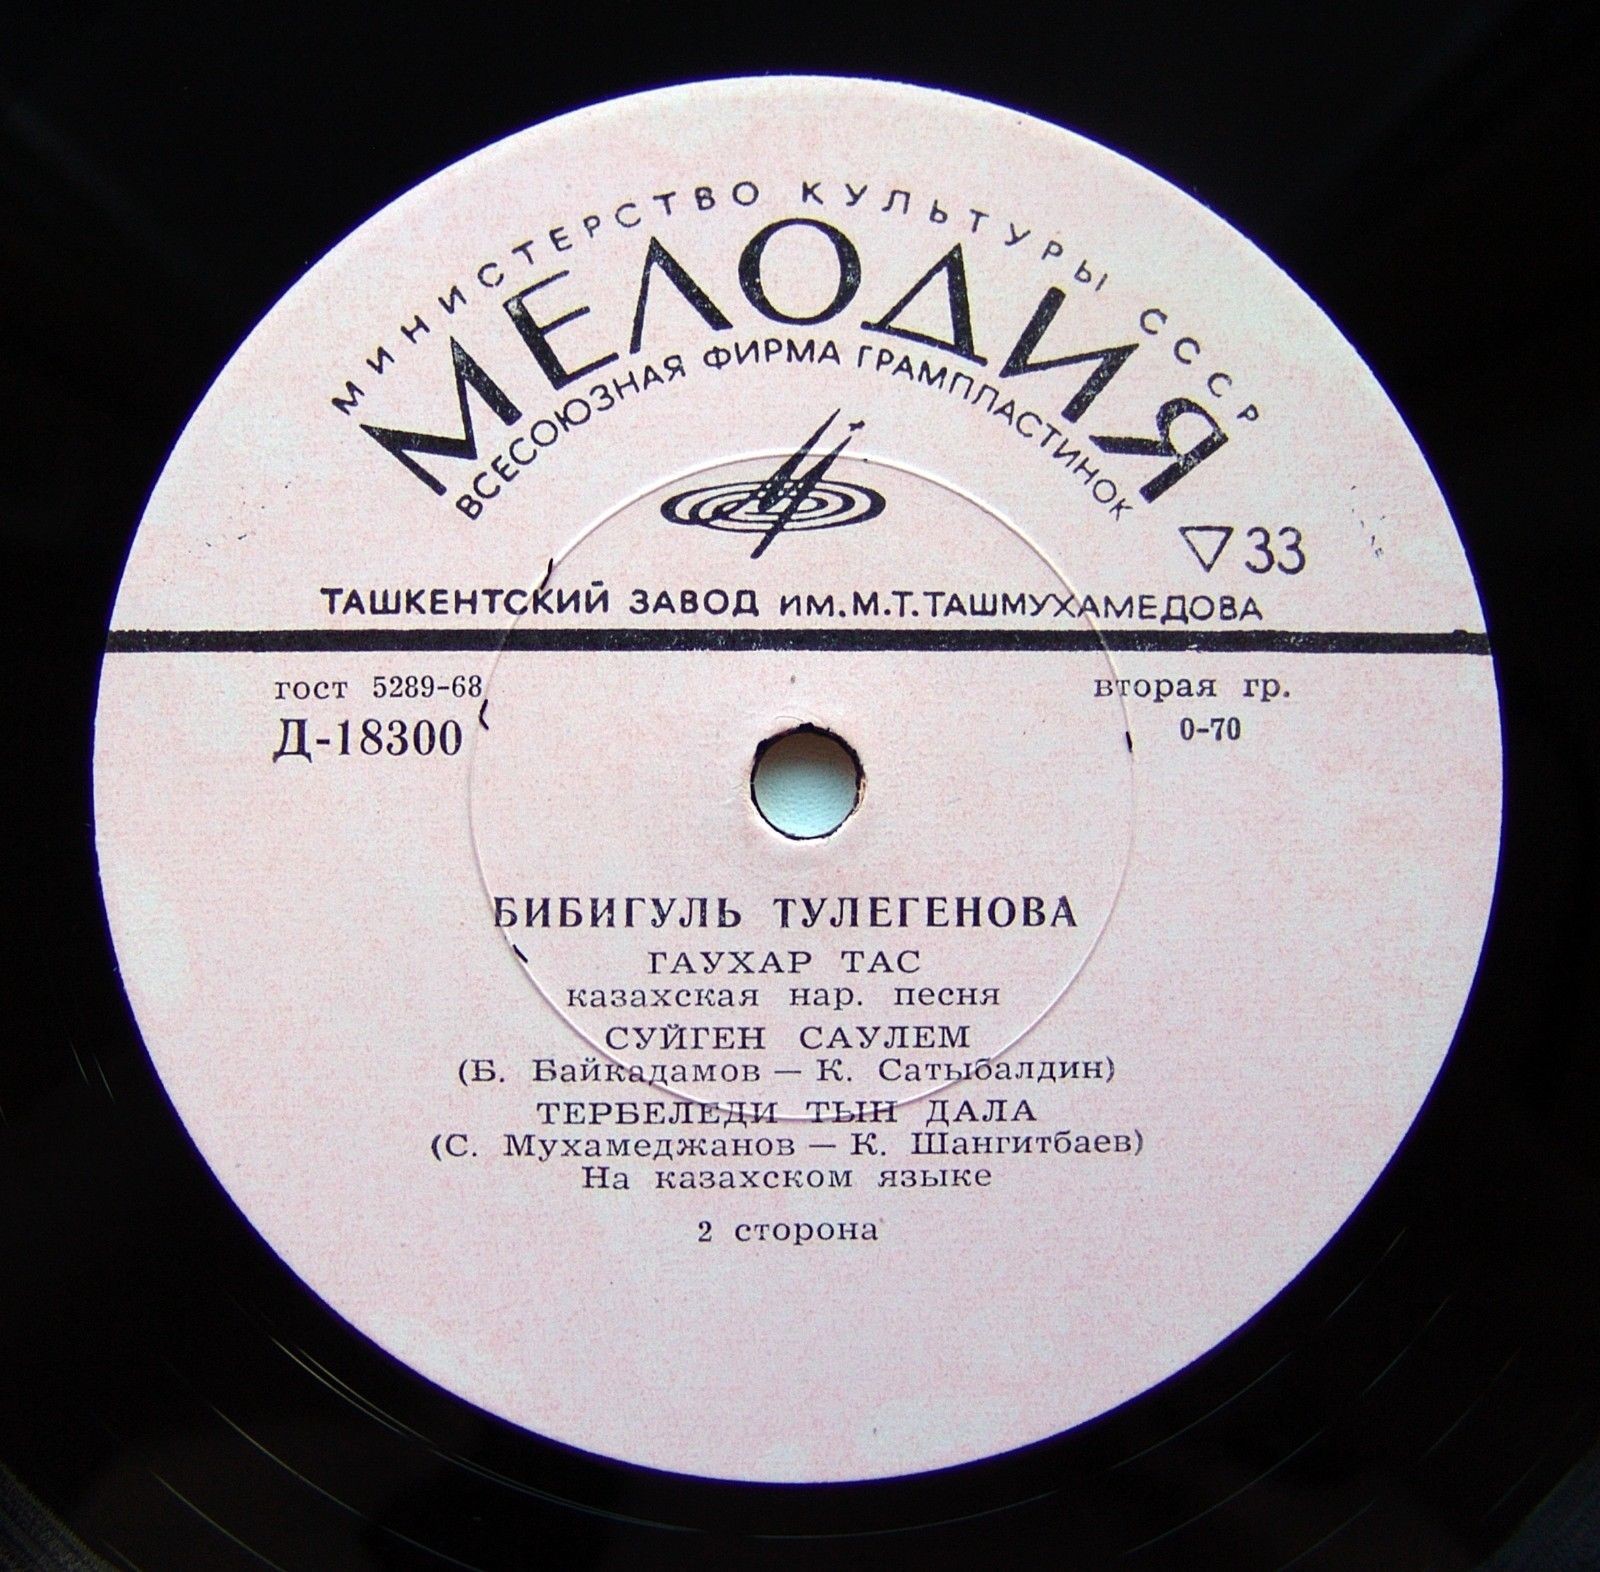 МИНИСТЕРСТВО КУЛЬТУРЫ СССР
МЕЛОДИЯ
ВСЕСОЮЗНАЯ ФИРМА ГРАМПЛАСТИНОК
33
ТАШКЕНТСКИЙ ЗАВОД ИМ. М.Т. ТАШМУХАМЕДОВА
гост 5289-68
вторая гр.
Д-18300
0-70
БИБИГУЛЬ ТУЛЕГЕНОВА
ГАУХАР ТАС
казахская нар. песня
СУЙГЕН САУЛЕМ
(Б. Байкадамов — К. Сатыбалдин)
ТЕРБЕЛЕДИ ТЫН ДАЛА
(С. Мухамеджанов — К. Шангитбаев)
На казахском языке
2 сторона